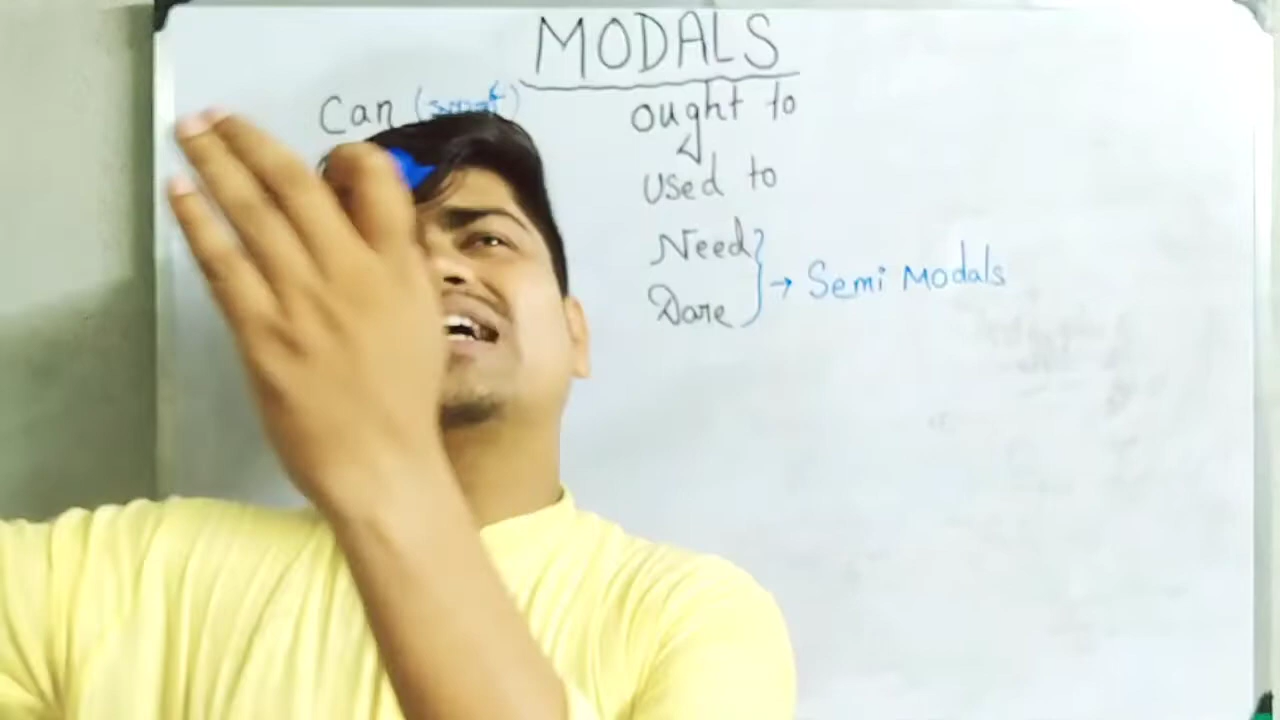 MODALS
Can
ought to
used to
Need
Dare
→ Semi Modals